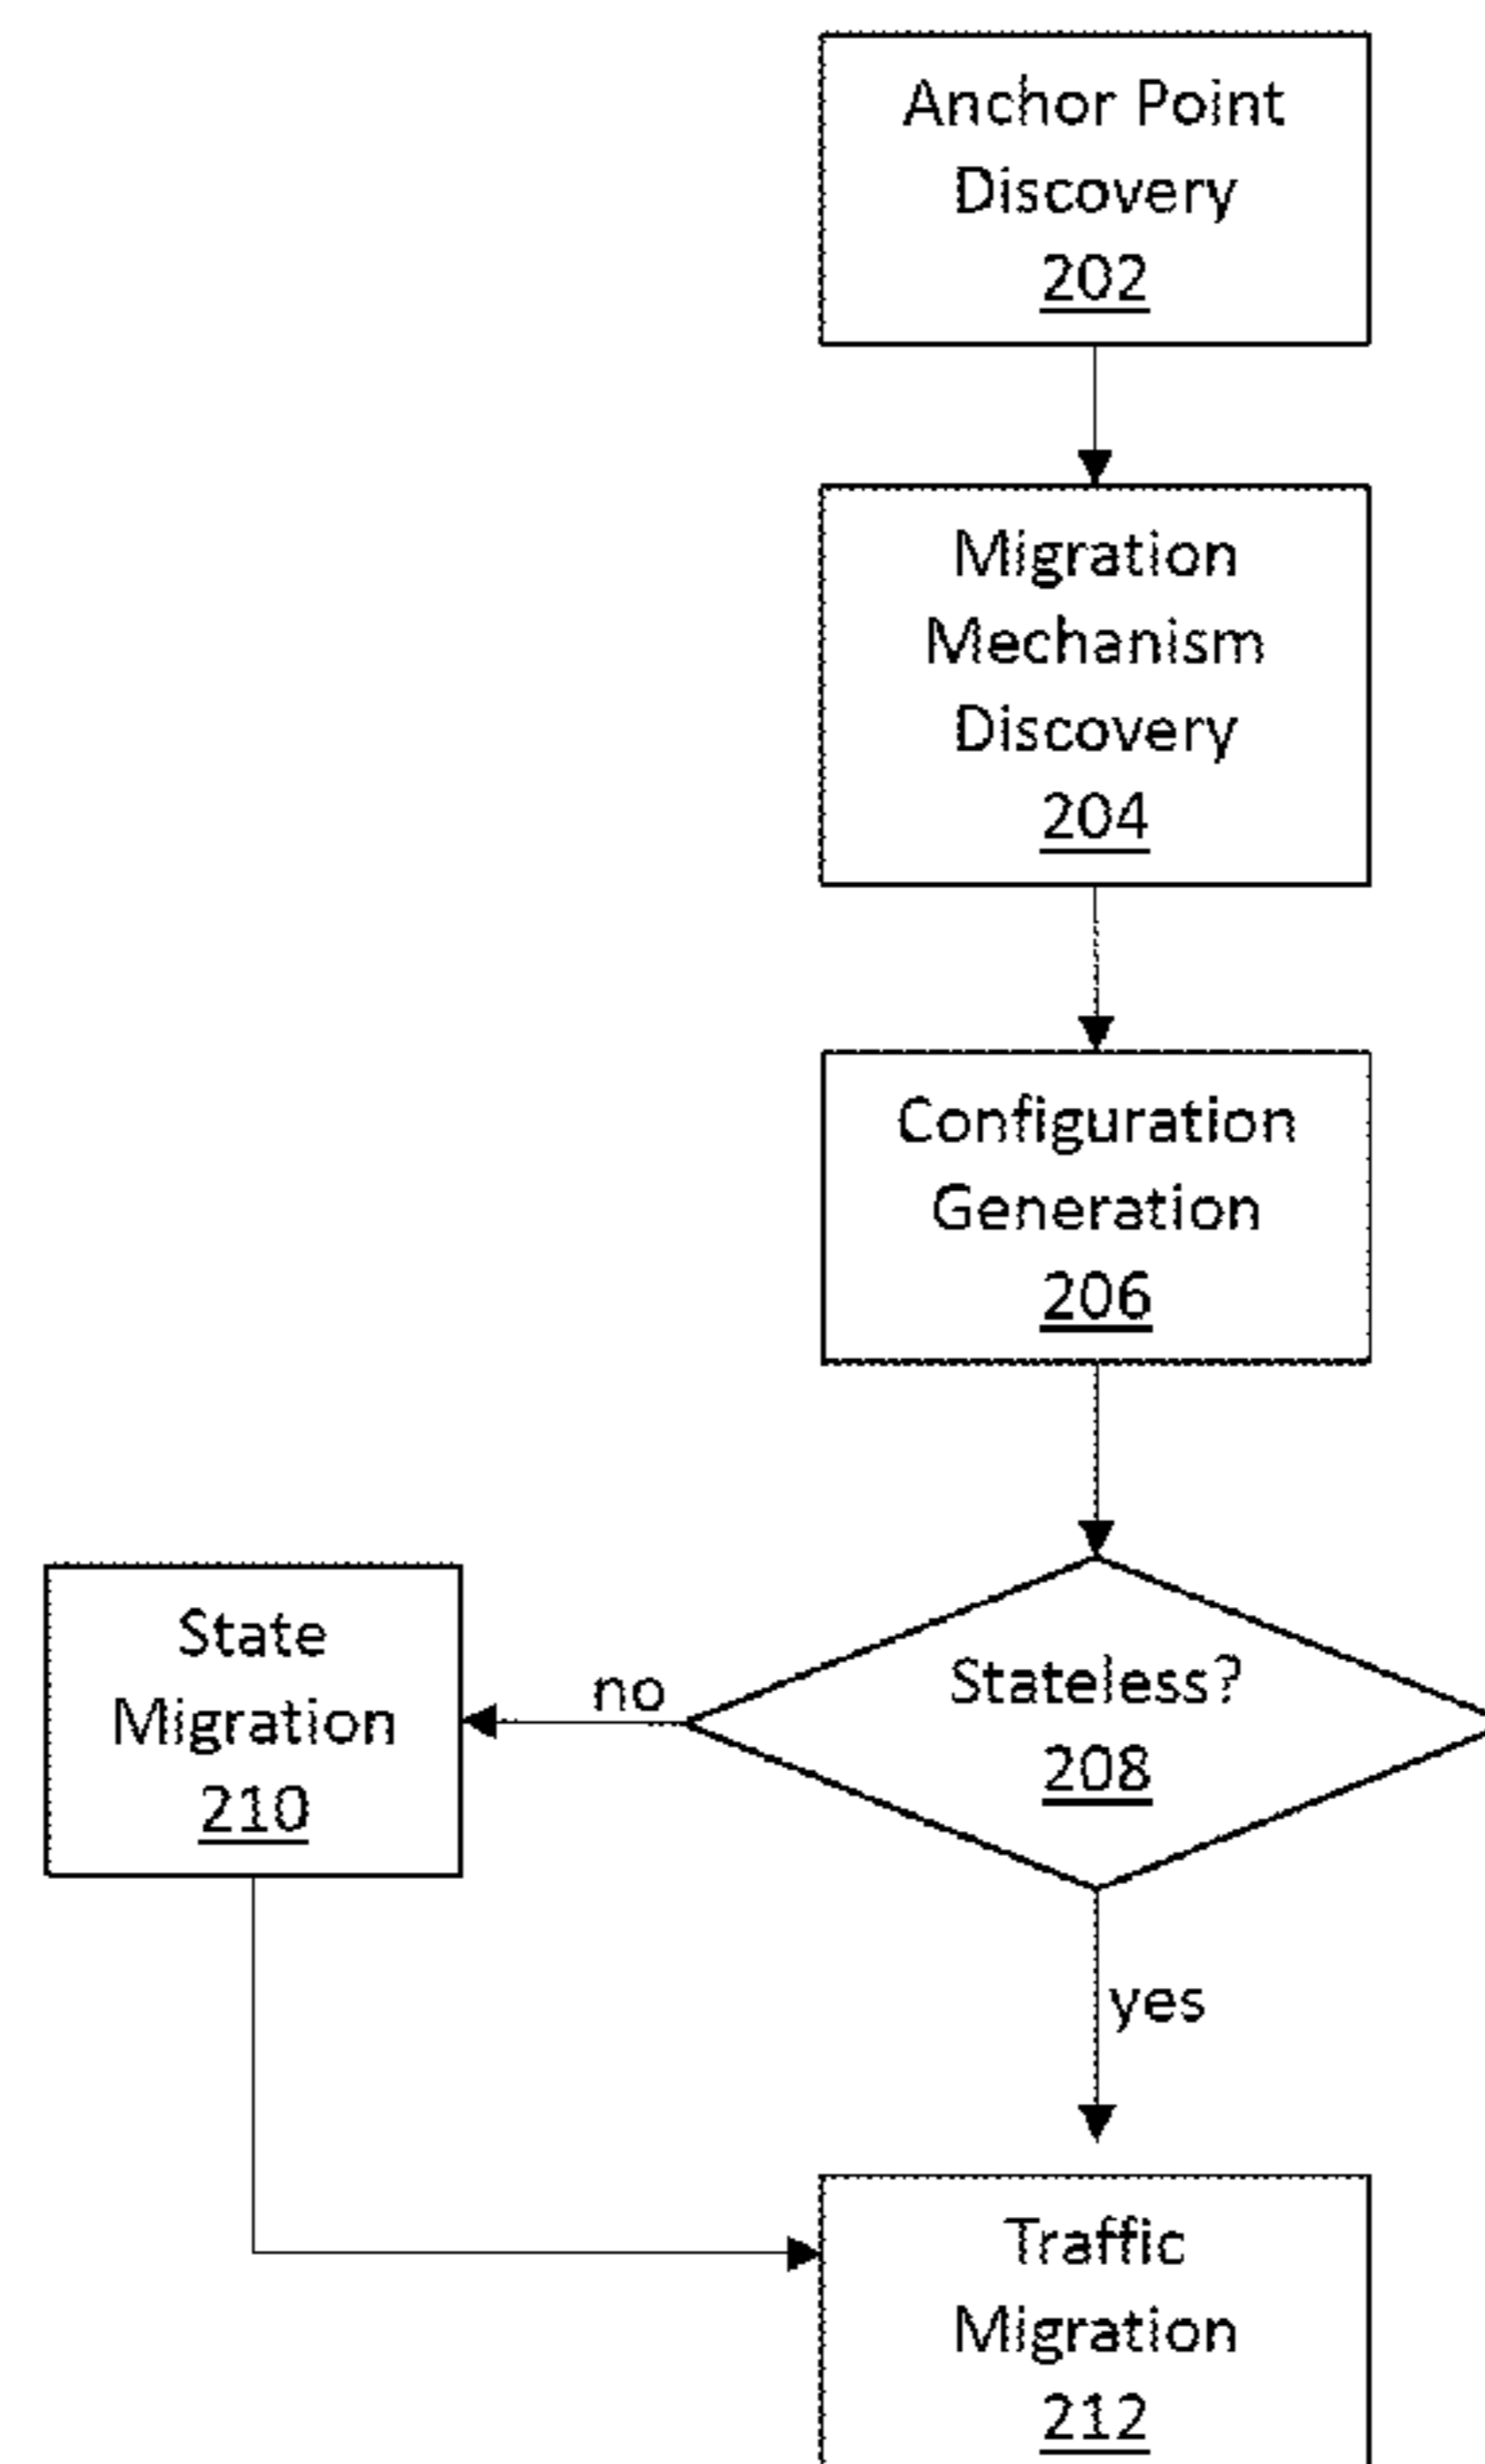 Anchor Point
Discovery
202
Migration
Mechanism
Discovery
204
Configuration
Generation
206
Stateless?
208
no
State
Migration
210
yes
Traffic
Migration
212